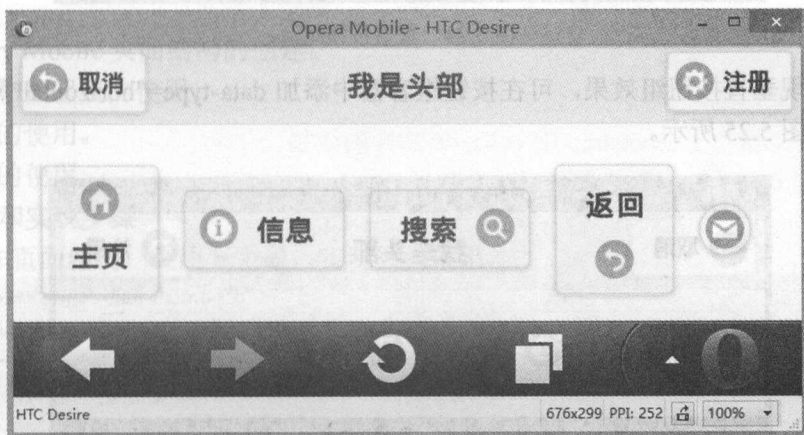 Opera Mobile - HTC Desire
取消 我是头部 注册
主页 信息 搜索 返回
HTC Desire 676x299 PPI: 252 100%